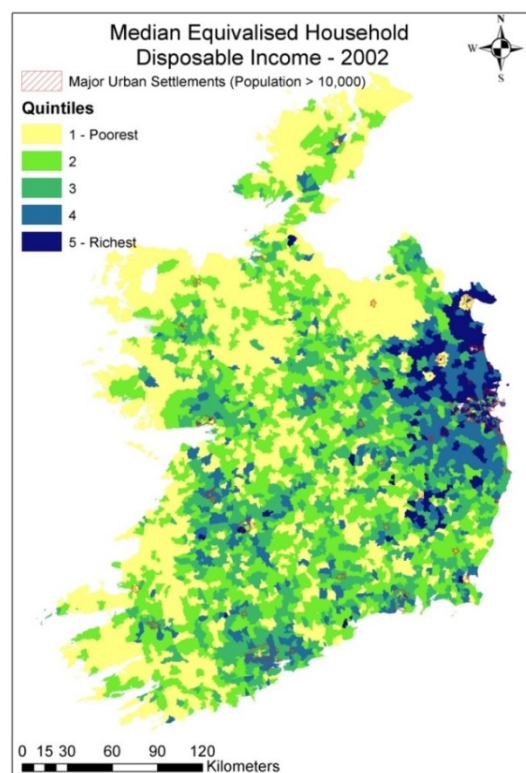 Median Equivalised Household
Disposable Income - 2002
N
W
E
S
Major Urban Settlements (Population > 10,000)
Quintiles
1 - Poorest
2
3
4
5 - Richest
0 15 30 60 90 120
Kilometers